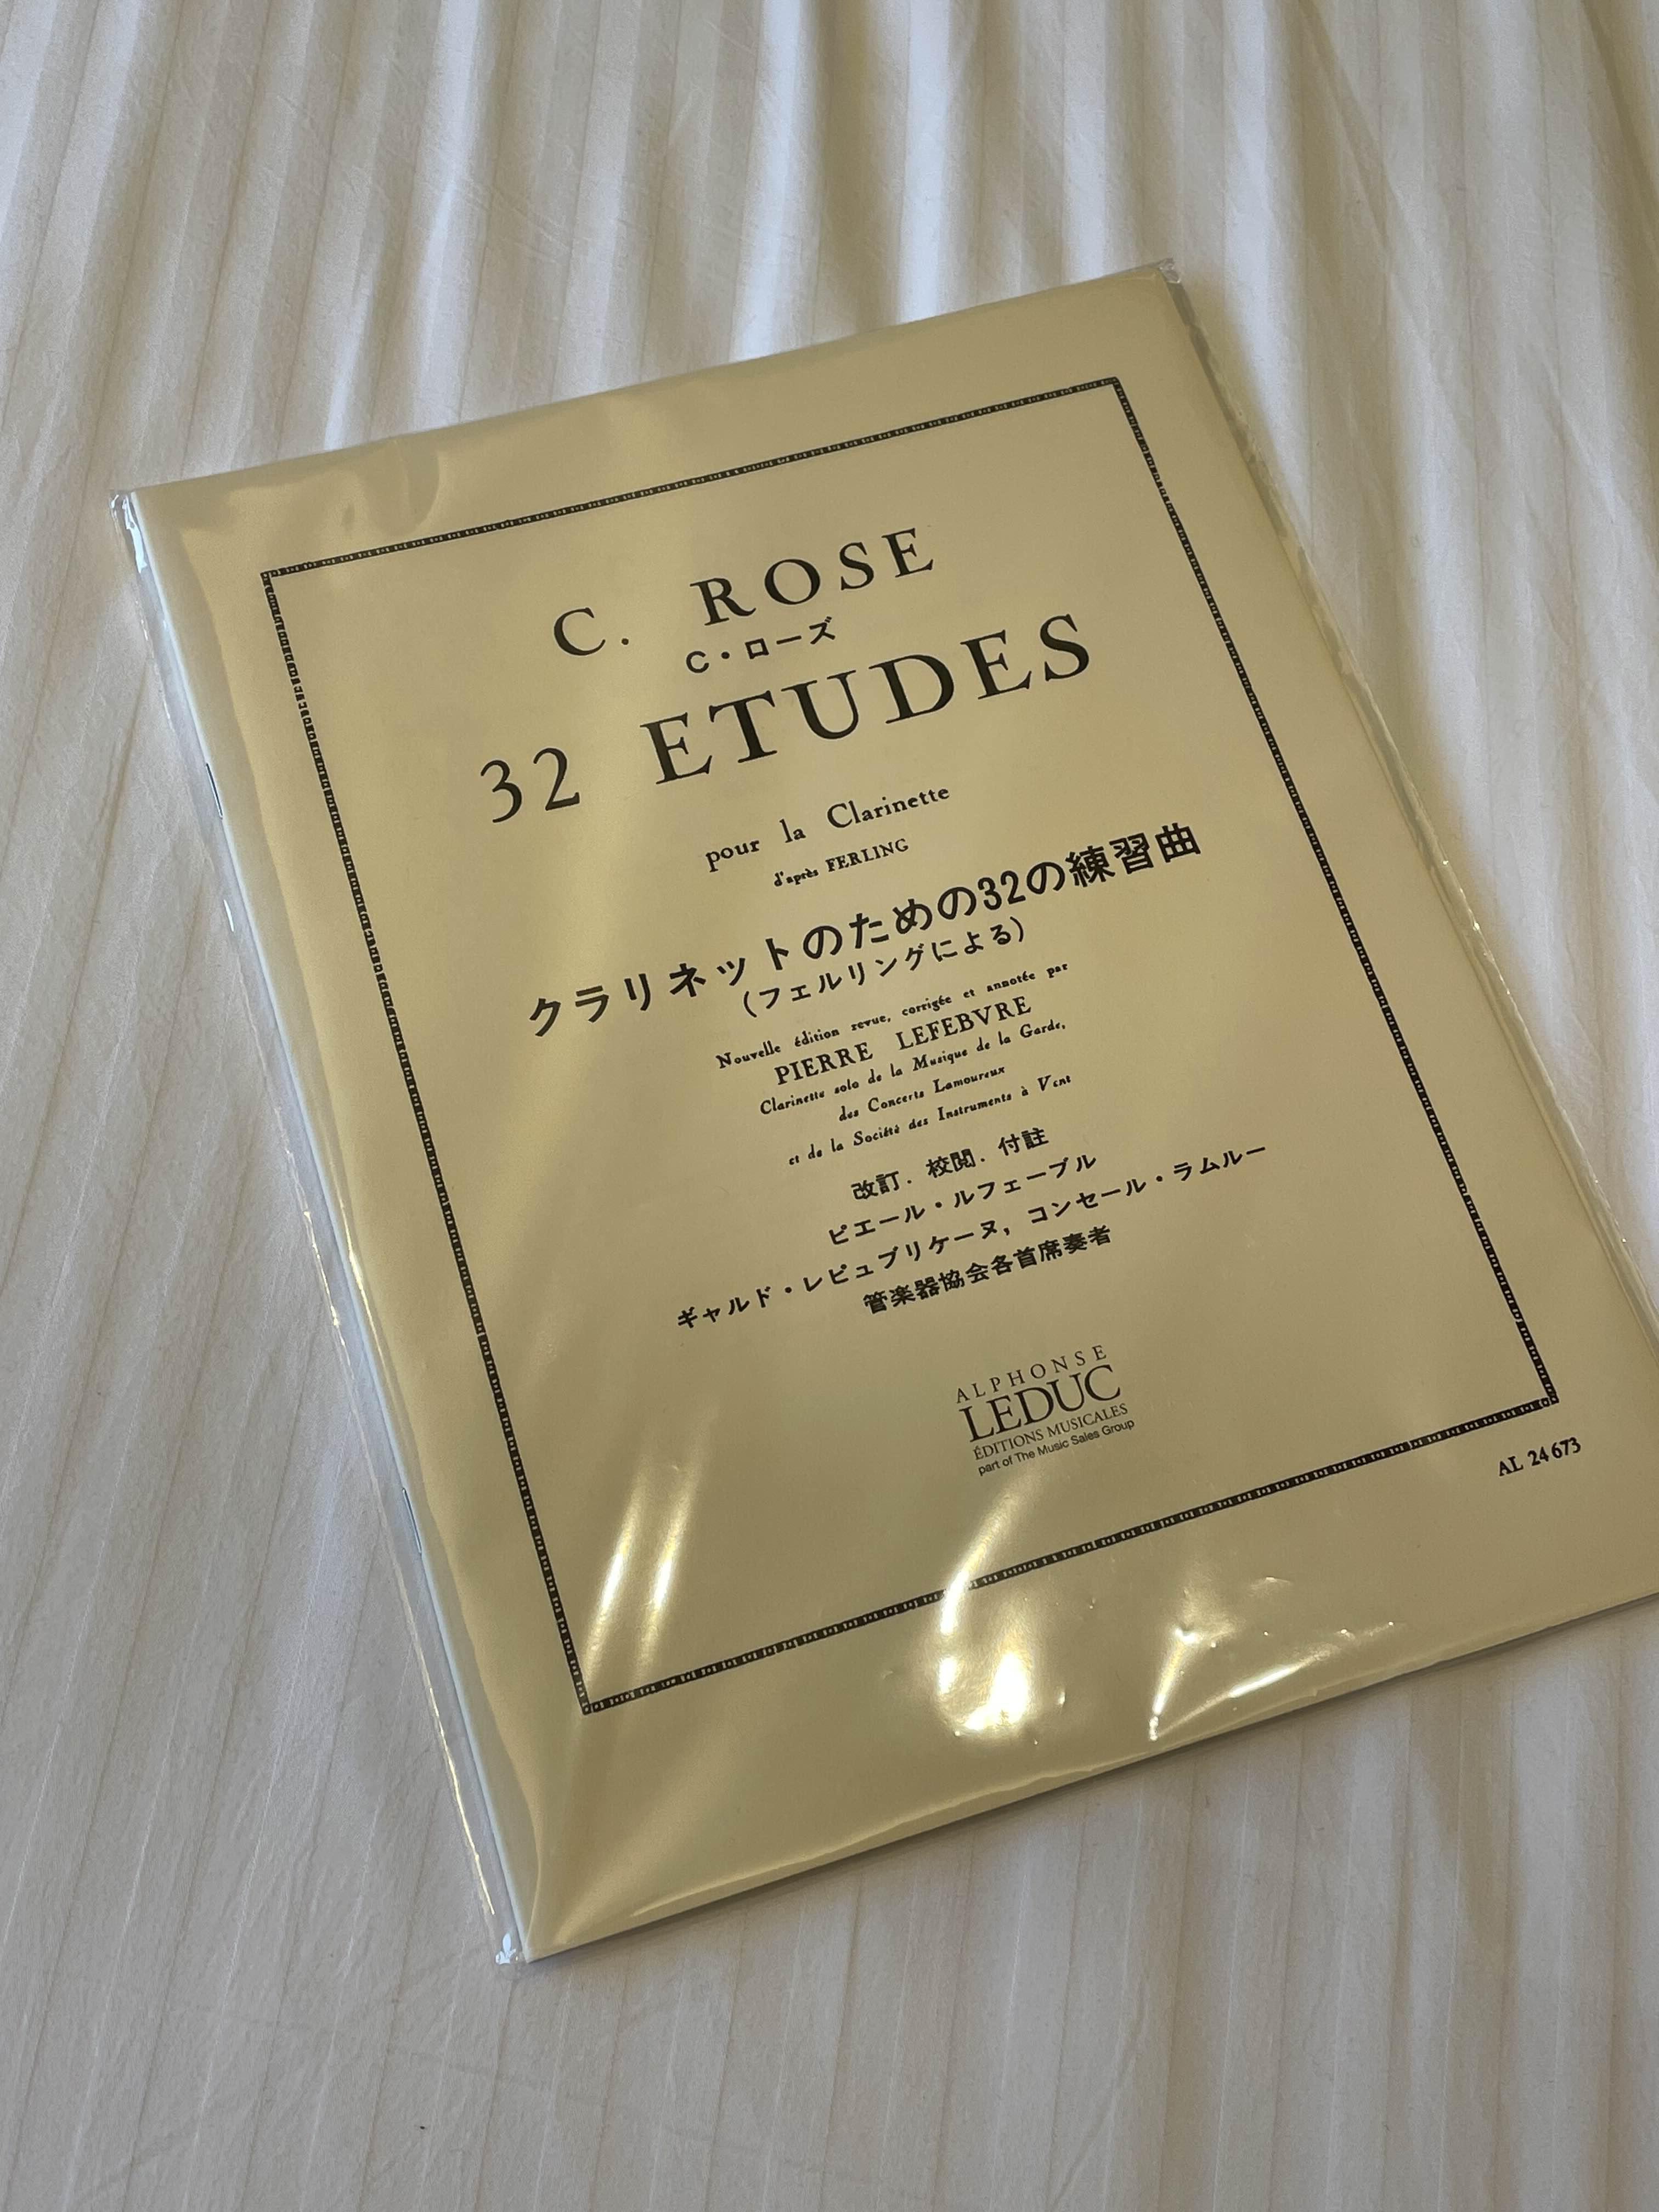 C. ROSE
C・ローズ
32 ETUDES
pour la Clarinette
d'après FERLING
クラリネットのための32の練習曲
(フェルリングによる)
Nouvelle édition revue, corrigée et annotée par
PIERRE LEFEBVRE
Clarinette solo de la Musique de la Garde,
des Concerts Lamoureux
et de la Société des Instruments à Vent
改訂. 校閲. 付註
ピエール・ルフェーブル
ギャルド・レピュブリケーヌ, コンセール・ラムルー
管楽器協会各首席奏者
ALPHONSE
LEDUC
ÉDITIONS MUSICALES
part of The Music Sales Group
AL 24 673